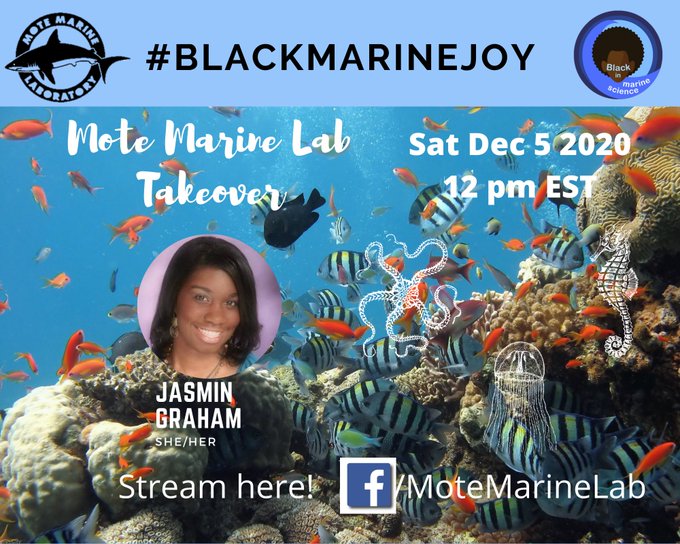 MOTE MARINE
LABORATORY
#BLACKMARINEJOY
Black
in
marine
science
Mote Marine Lab
Takeover
Sat Dec 5 2020
12 pm EST
JASMIN
GRAHAM
SHE/HER
Stream here! f/MoteMarineLab